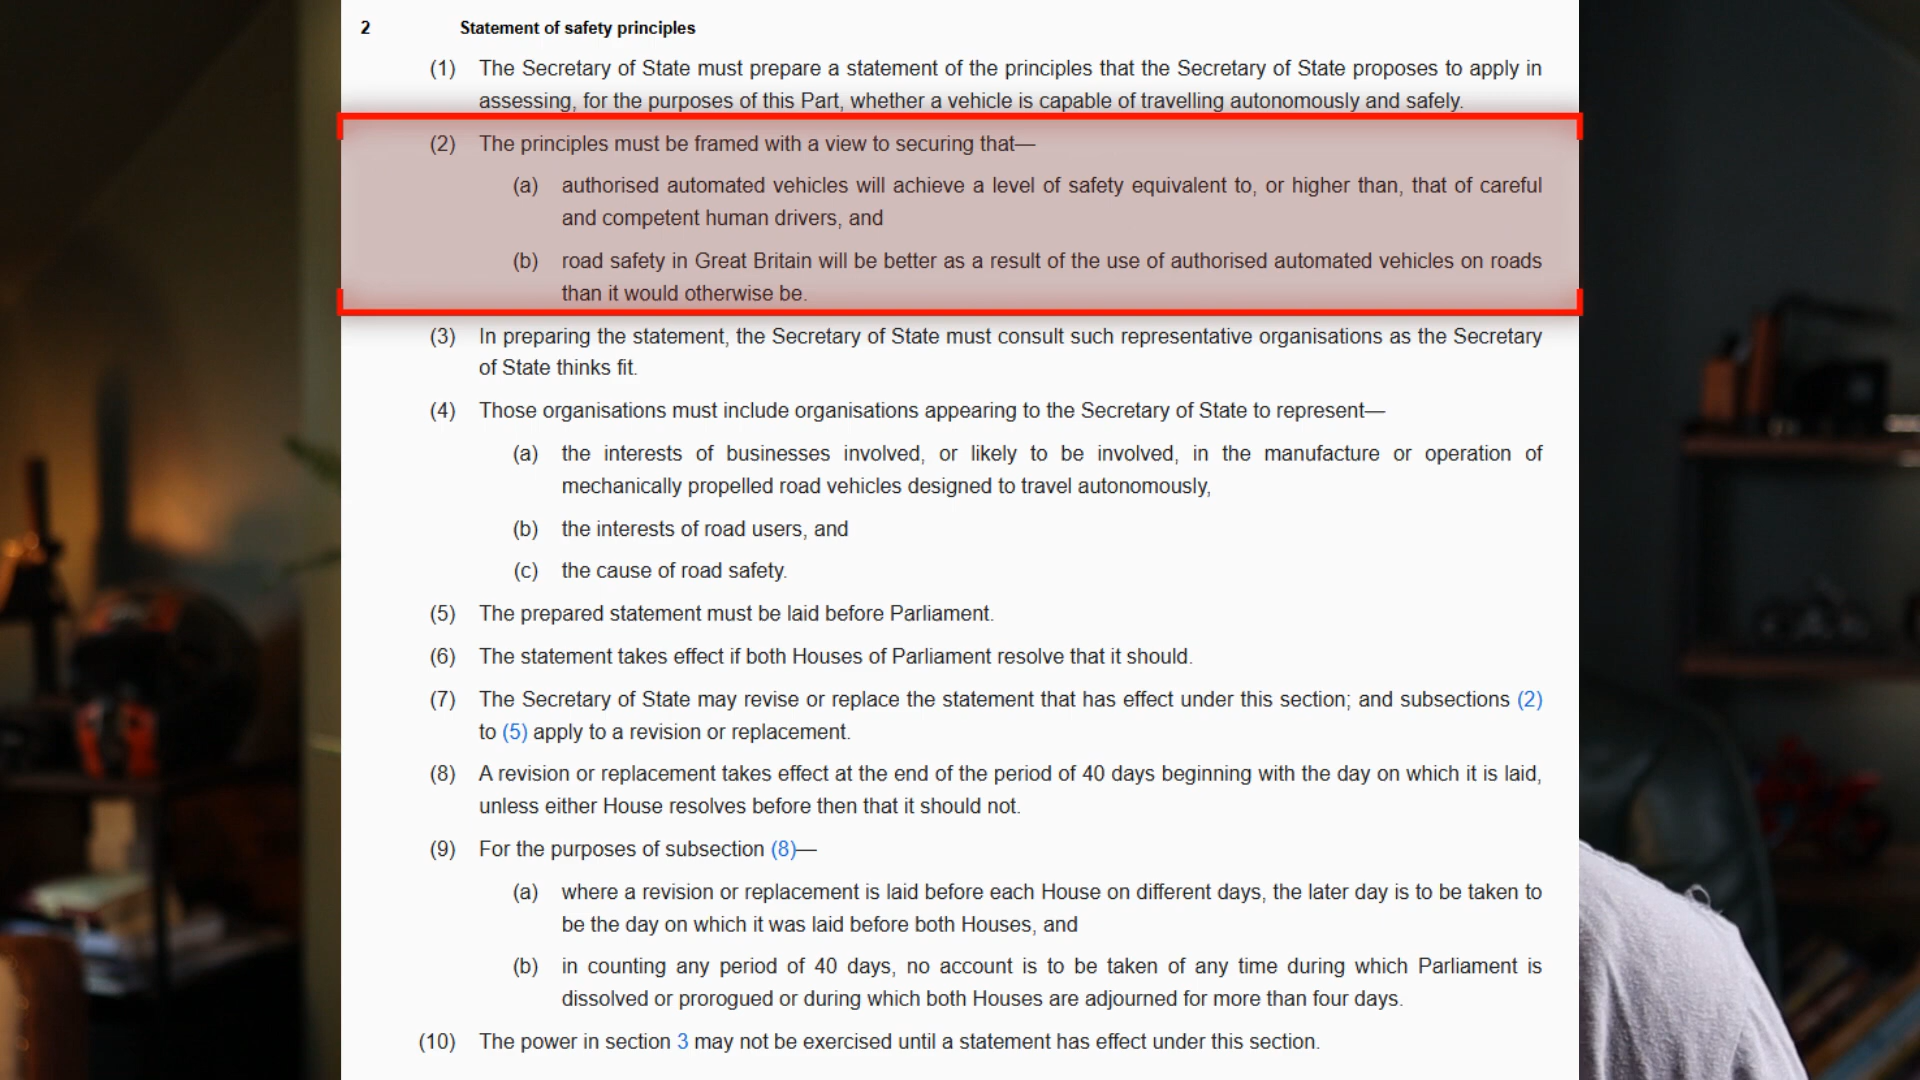 2 Statement of safety principles
(1) The Secretary of State must prepare a statement of the principles that the Secretary of State proposes to apply in
assessing, for the purposes of this Part, whether a vehicle is capable of travelling autonomously and safely.
(2) The principles must be framed with a view to securing that—
(a) authorised automated vehicles will achieve a level of safety equivalent to, or higher than, that of careful
and competent human drivers, and
(b) road safety in Great Britain will be better as a result of the use of authorised automated vehicles on roads
than it would otherwise be.
(3) In preparing the statement, the Secretary of State must consult such representative organisations as the Secretary
of State thinks fit.
(4) Those organisations must include organisations appearing to the Secretary of State to represent—
(a) the interests of businesses involved, or likely to be involved, in the manufacture or operation of
mechanically propelled road vehicles designed to travel autonomously,
(b) the interests of road users, and
(c) the cause of road safety.
(5) The prepared statement must be laid before Parliament.
(6) The statement takes effect if both Houses of Parliament resolve that it should.
(7) The Secretary of State may revise or replace the statement that has effect under this section; and subsections (2)
to (5) apply to a revision or replacement.
(8) A revision or replacement takes effect at the end of the period of 40 days beginning with the day on which it is laid,
unless either House resolves before then that it should not.
(9) For the purposes of subsection (8)—
(a) where a revision or replacement is laid before each House on different days, the later day is to be taken to
be the day on which it was laid before both Houses, and
(b) in counting any period of 40 days, no account is to be taken of any time during which Parliament is
dissolved or prorogued or during which both Houses are adjourned for more than four days.
(10) The power in section 3 may not be exercised until a statement has effect under this section.